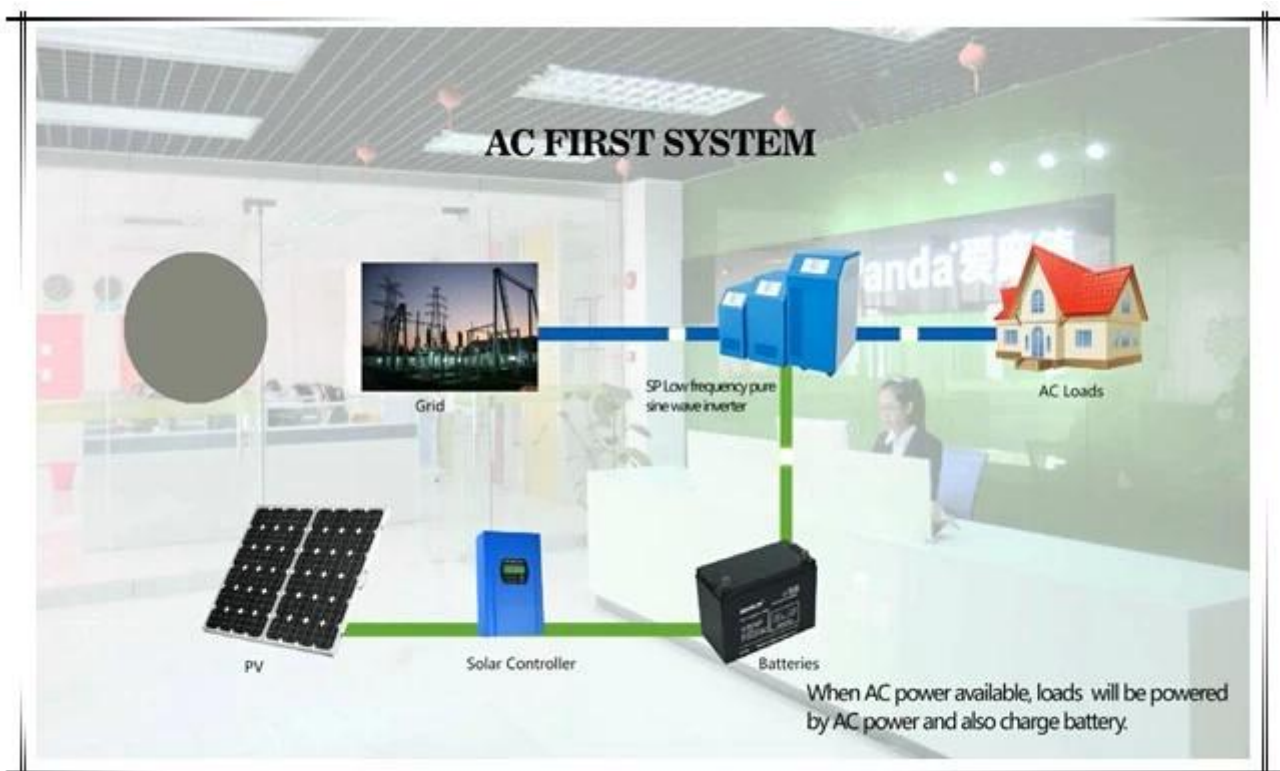 AC FIRST SYSTEM
anda
Grid
SP Low frequency pure
sine wave inverter
AC Loads
PV
Solar Controller
Batteries
When AC power available, loads will be powered
by AC power and also charge battery.